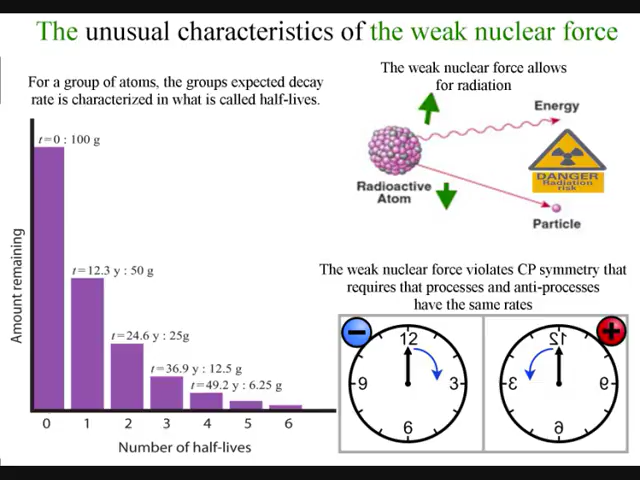 The unusual characteristics of the weak nuclear force
For a group of atoms, the groups expected decay
rate is characterized in what is called half-lives.
t=0 : 100 g
t=12.3 y : 50 g
t=24.6 y : 25g
t=36.9 y : 12.5 g
t=49.2 y : 6.25 g
Amount remaining
0 1 2 3 4 5 6
Number of half-lives
The weak nuclear force allows
for radiation
Energy
Radioactive
Atom
DANGER
Radiation
risk
Particle
The weak nuclear force violates CP symmetry that
requires that processes and anti-processes
have the same rates
−
12
9 3
6
+
12
3 9
6